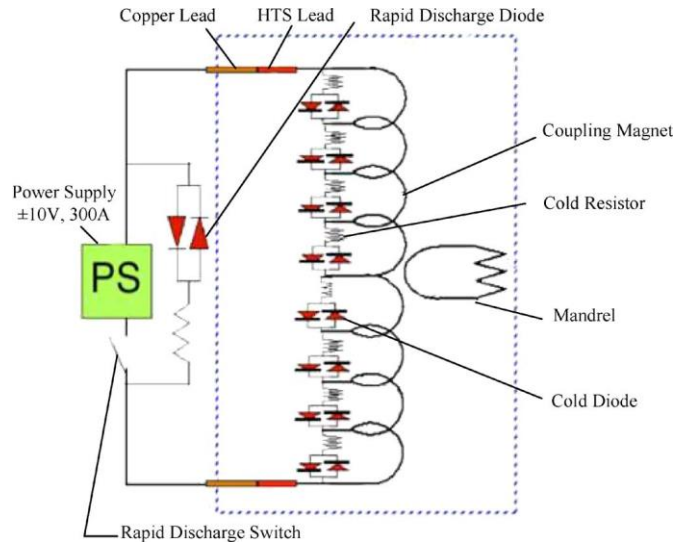 Copper Lead
HTS Lead
Rapid Discharge Diode
Coupling Magnet
Power Supply
±10V, 300A
Cold Resistor
PS
Mandrel
Cold Diode
Rapid Discharge Switch